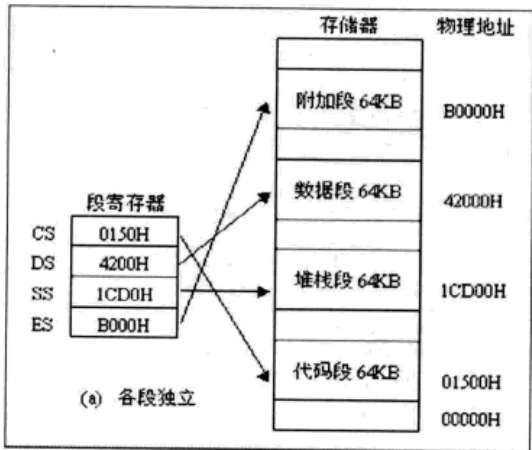 存储器 物理地址
附加段 64KB B0000H
数据段 64KB 42000H
段寄存器
CS 0150H
DS 4200H
堆栈段 64KB 1CD00H
SS 1CD0H
ES B000H
代码段 64KB 01500H
(a) 各段独立
00000H